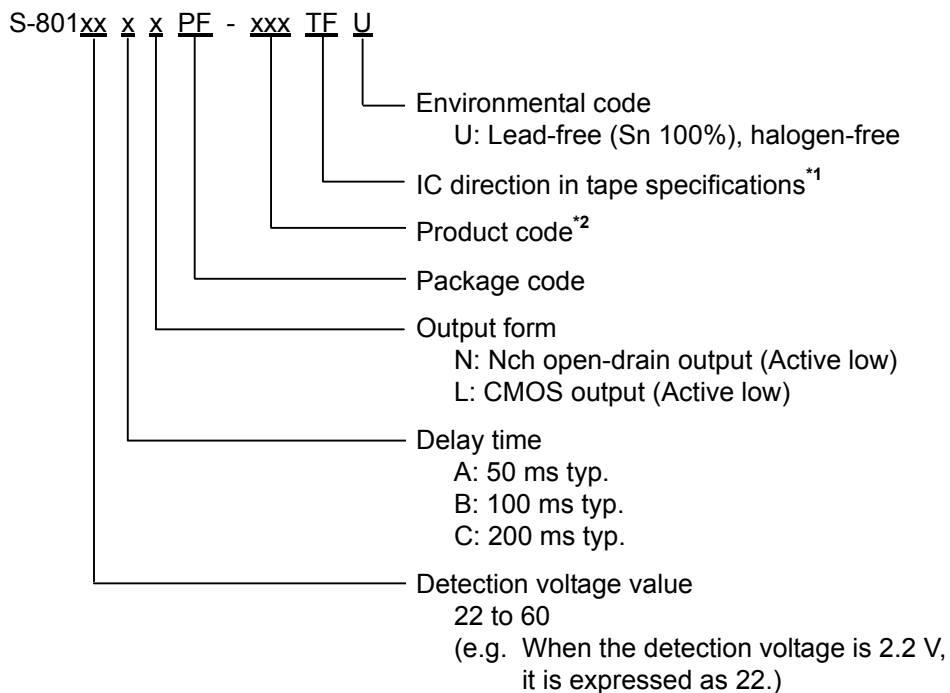 S-801xx x x PF - xxx TF U
Environmental code
U: Lead-free (Sn 100%), halogen-free
IC direction in tape specifications*1
Product code*2
Package code
Output form
N: Nch open-drain output (Active low)
L: CMOS output (Active low)
Delay time
A: 50 ms typ.
B: 100 ms typ.
C: 200 ms typ.
Detection voltage value
22 to 60
(e.g. When the detection voltage is 2.2 V,
it is expressed as 22.)